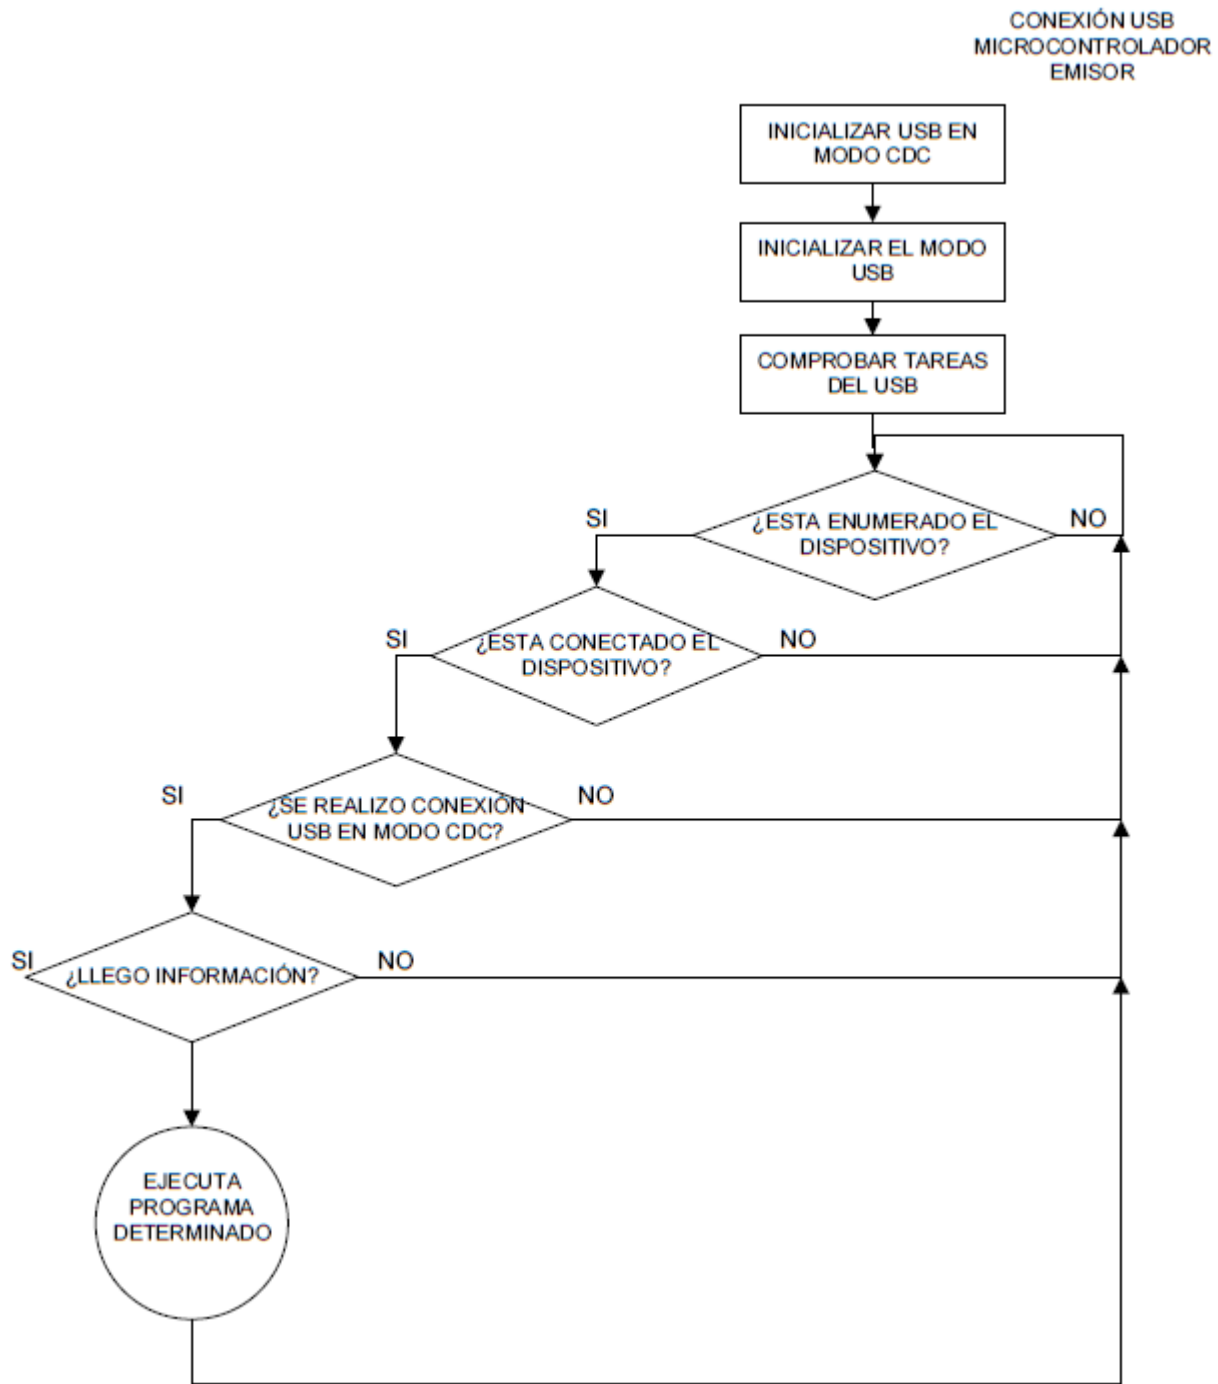 CONEXIÓN USB
MICROCONTROLADOR
EMISOR
INICIALIZAR USB EN
MODO CDC
INICIALIZAR EL MODO
USB
COMPROBAR TAREAS
DEL USB
SI
¿ESTA ENUMERADO EL
DISPOSITIVO?
NO
SI
¿ESTA CONECTADO EL
DISPOSITIVO?
NO
SI
¿SE REALIZO CONEXIÓN
USB EN MODO CDC?
NO
SI
¿LLEGO INFORMACIÓN?
NO
EJECUTA
PROGRAMA
DETERMINADO